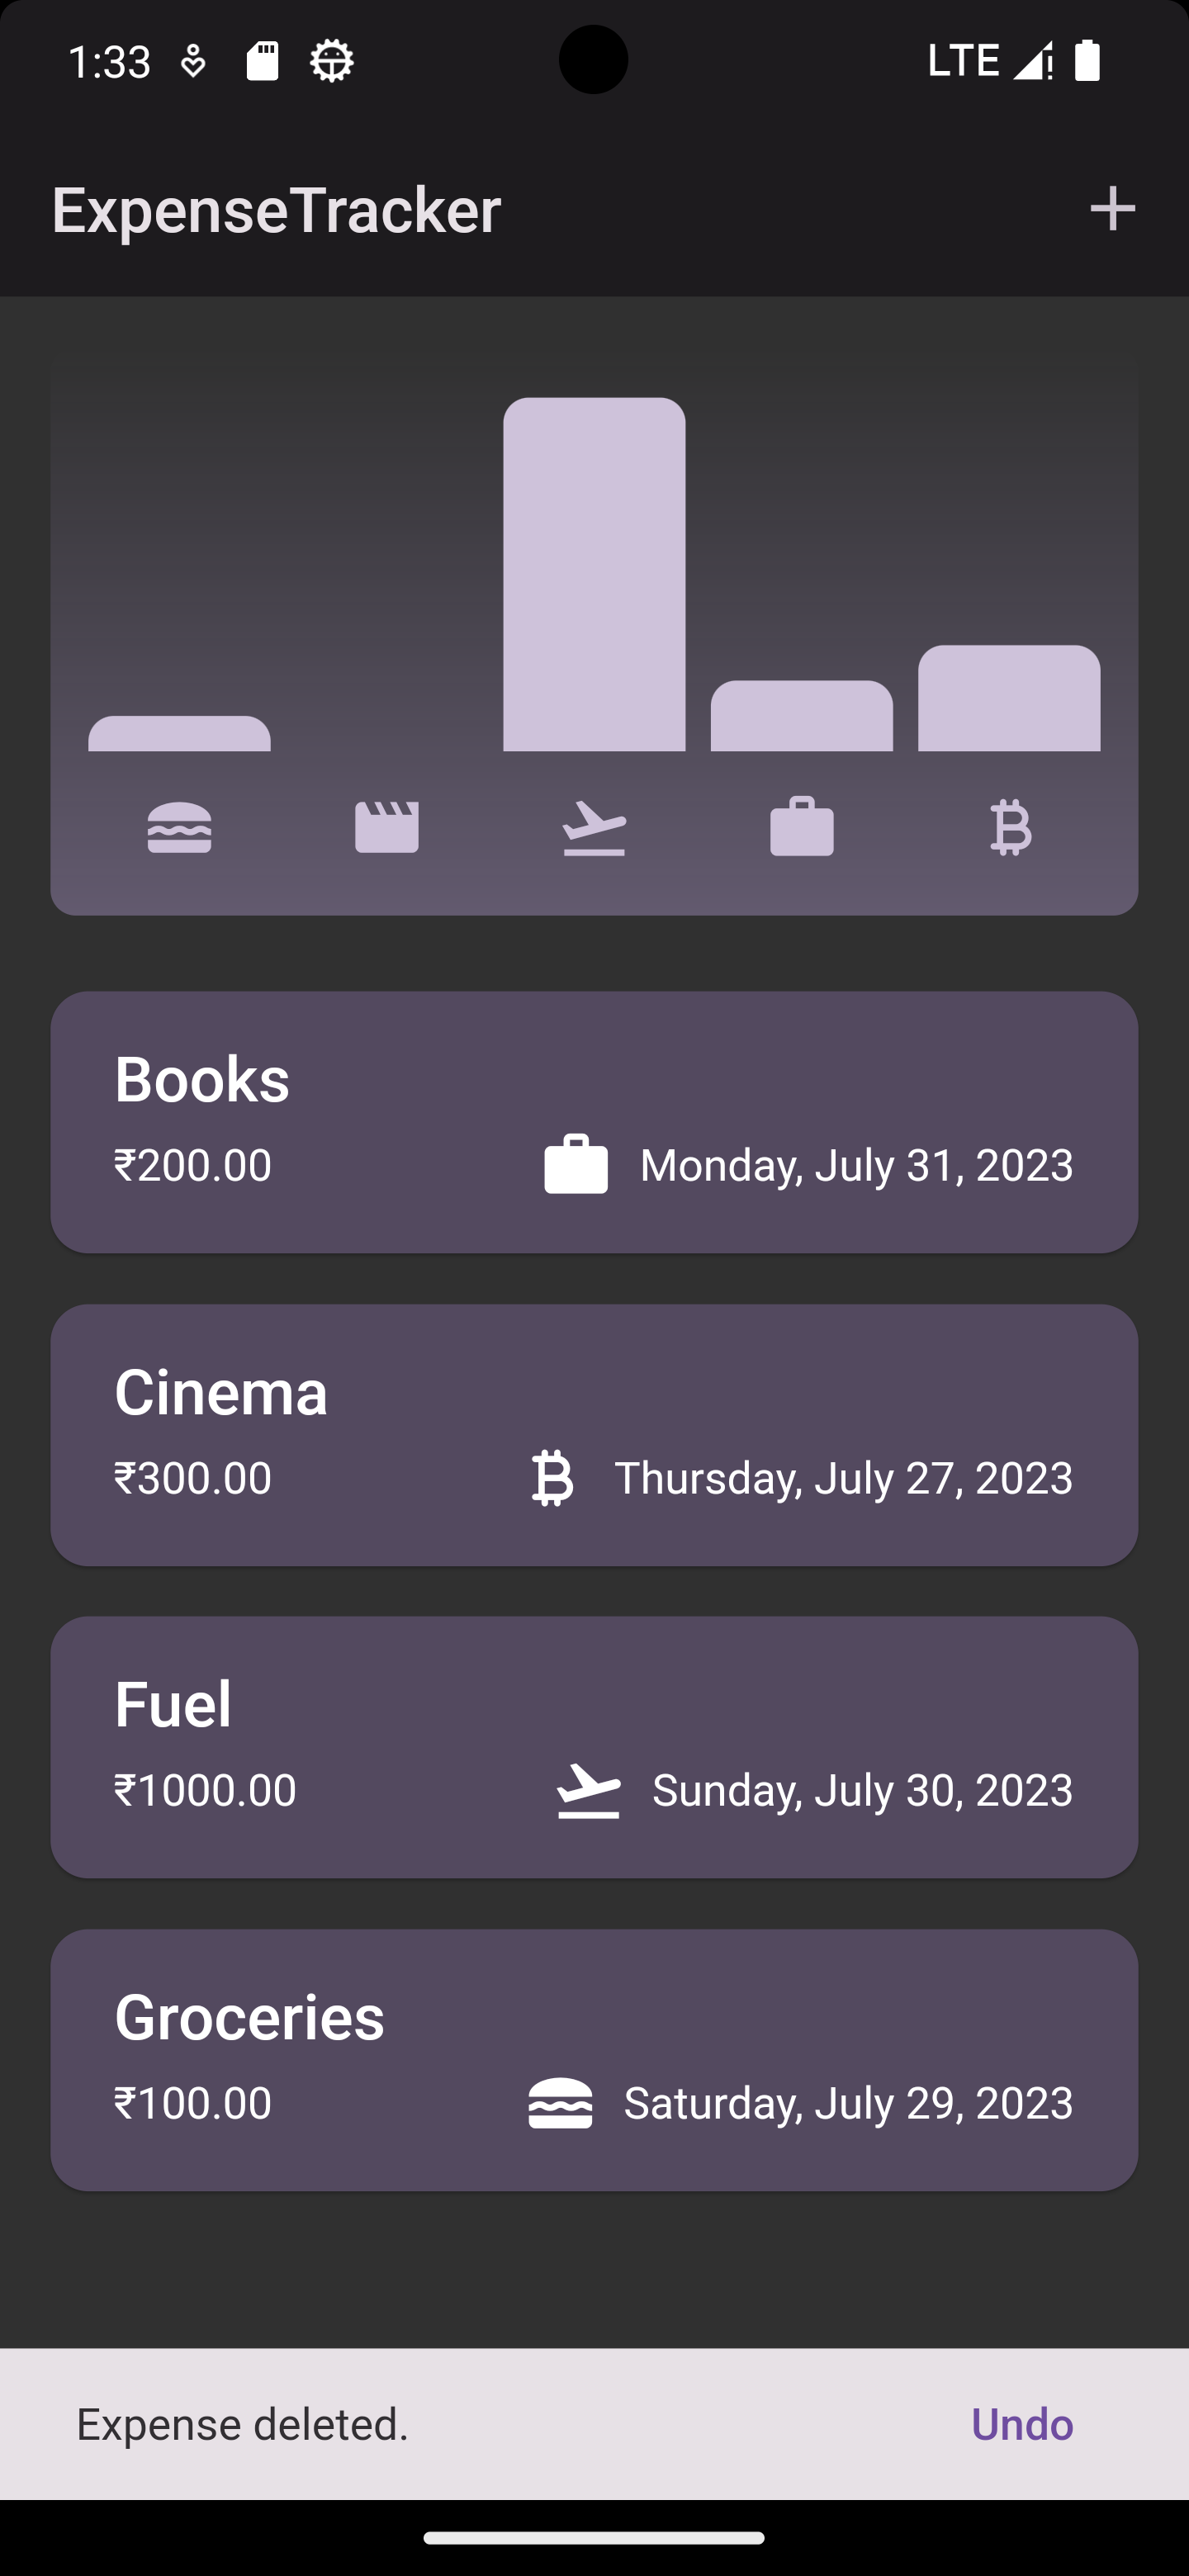 1:33 LTE
ExpenseTracker
Books
₹200.00 Monday, July 31, 2023
Cinema
₹300.00 Thursday, July 27, 2023
Fuel
₹1000.00 Sunday, July 30, 2023
Groceries
₹100.00 Saturday, July 29, 2023
Expense deleted. Undo